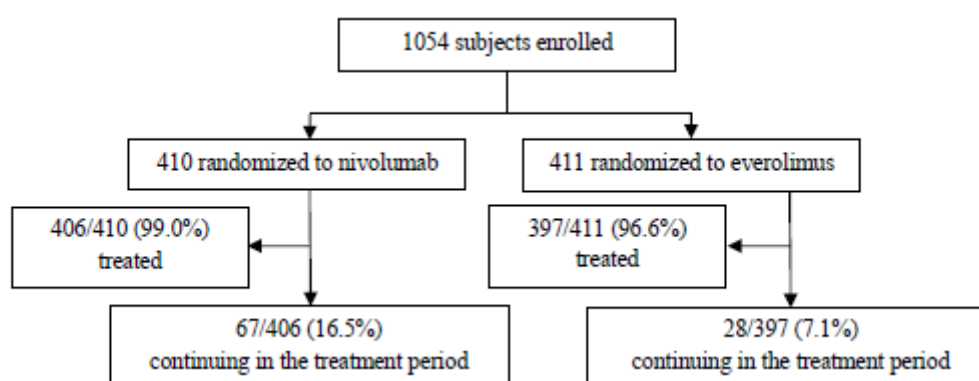 1054 subjects enrolled
410 randomized to nivolumab
411 randomized to everolimus
406/410 (99.0%)
treated
397/411 (96.6%)
treated
67/406 (16.5%)
continuing in the treatment period
28/397 (7.1%)
continuing in the treatment period